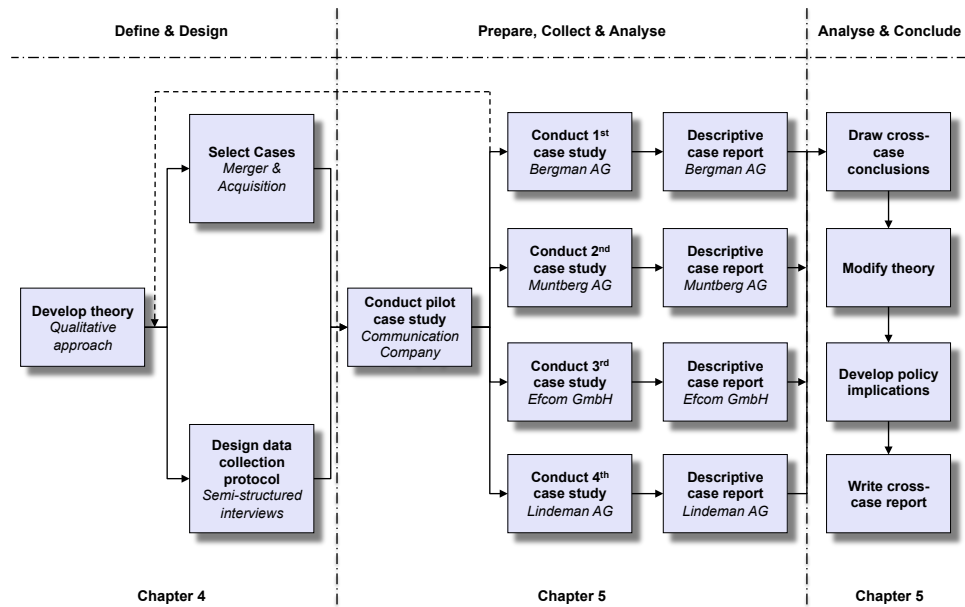 Define & Design
Prepare, Collect & Analyse
Analyse & Conclude
Develop theory
Qualitative
approach
Select Cases
Merger &
Acquisition
Design data
collection
protocol
Semi-structured
interviews
Conduct pilot
case study
Communication
Company
Conduct 1st
case study
Bergman AG
Descriptive
case report
Bergman AG
Conduct 2nd
case study
Muntberg AG
Descriptive
case report
Muntberg AG
Conduct 3rd
case study
Efcom GmbH
Descriptive
case report
Efcom GmbH
Conduct 4th
case study
Lindeman AG
Descriptive
case report
Lindeman AG
Draw cross-
case
conclusions
Modify theory
Develop policy
implications
Write cross-
case report
Chapter 4
Chapter 5
Chapter 5